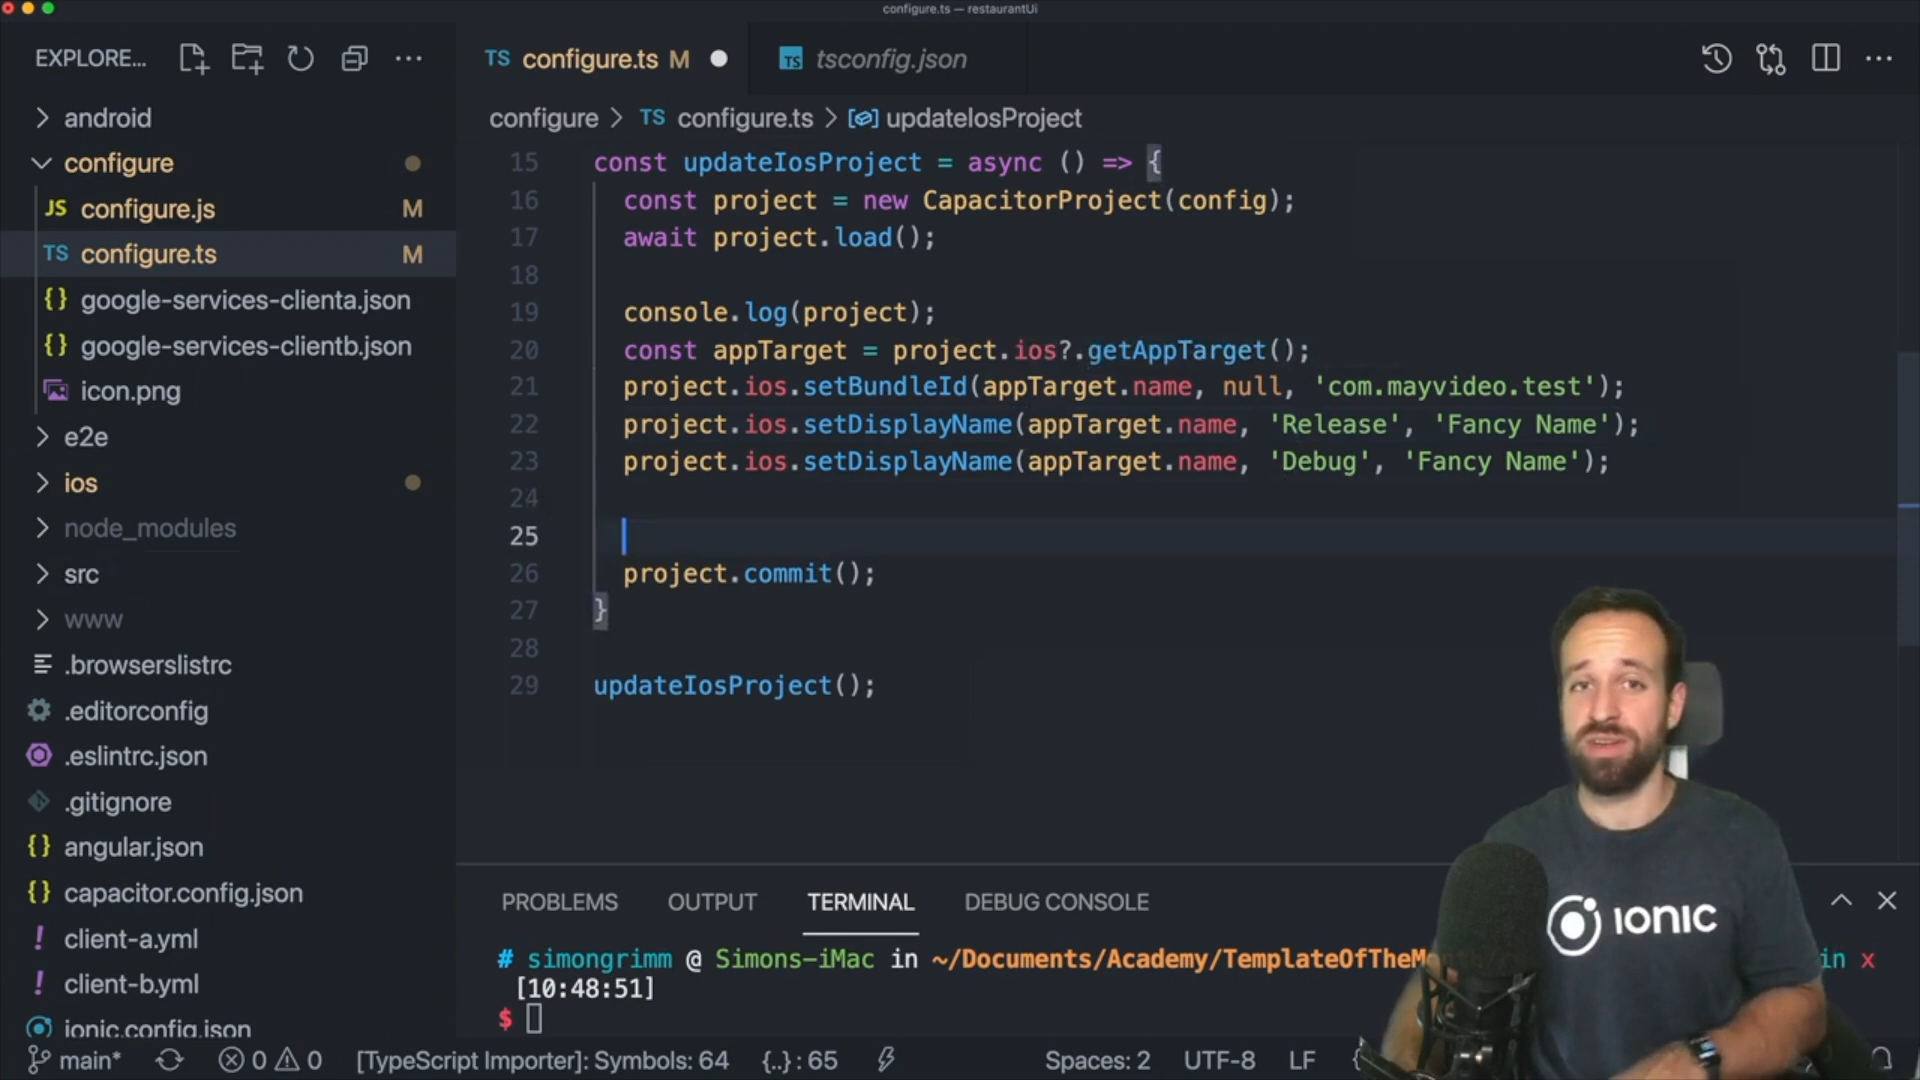 configure.ts — restaurantUi
EXPLORE...
TS configure.ts M
TS tsconfig.json
configure > TS configure.ts > updateIosProject
android
configure
JS configure.js M
TS configure.ts M
{} google-services-clienta.json
{} google-services-clientb.json
icon.png
e2e
ios
node_modules
src
www
.browserslistrc
.editorconfig
.eslintrc.json
.gitignore
{} angular.json
{} capacitor.config.json
! client-a.yml
! client-b.yml
ionic.config.json
15 const updateIosProject = async () => {
16 const project = new CapacitorProject(config);
17 await project.load();
18
19 console.log(project);
20 const appTarget = project.ios?.getAppTarget();
21 project.ios.setBundleId(appTarget.name, null, 'com.mayvideo.test');
22 project.ios.setDisplayName(appTarget.name, 'Release', 'Fancy Name');
23 project.ios.setDisplayName(appTarget.name, 'Debug', 'Fancy Name');
24
25
26 project.commit();
27 }
28
29 updateIosProject();
PROBLEMS OUTPUT TERMINAL DEBUG CONSOLE
# simongrimm @ Simons-iMac in ~/Documents/Academy/TemplateOfTheM in x
[10:48:51]
$
IONIC
main* 0 0 [TypeScript Importer]: Symbols: 64 {..} : 65 Spaces: 2 UTF-8 LF {